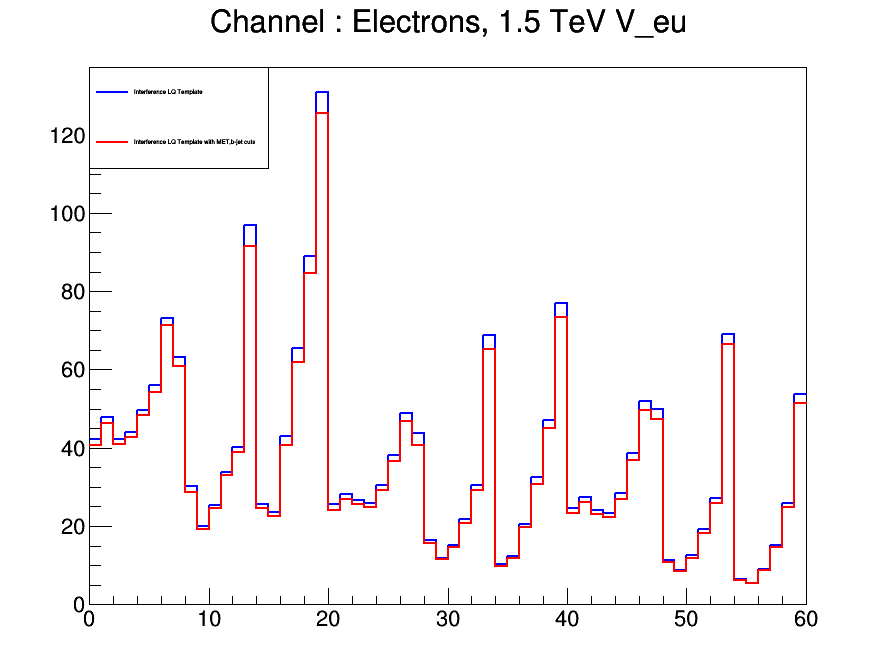 Channel : Electrons, 1.5 TeV V_eu
Interference LQ Template
Interference LQ Template with MET,b-jet cuts
120
100
80
60
40
20
0
0 10 20 30 40 50 60